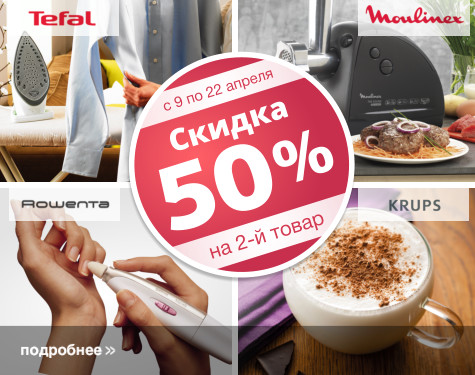 Tefal
Moulinex
с 9 по 22 апреля
Скидка
50%
на 2-й товар
Rowenta
KRUPS
подробнее »